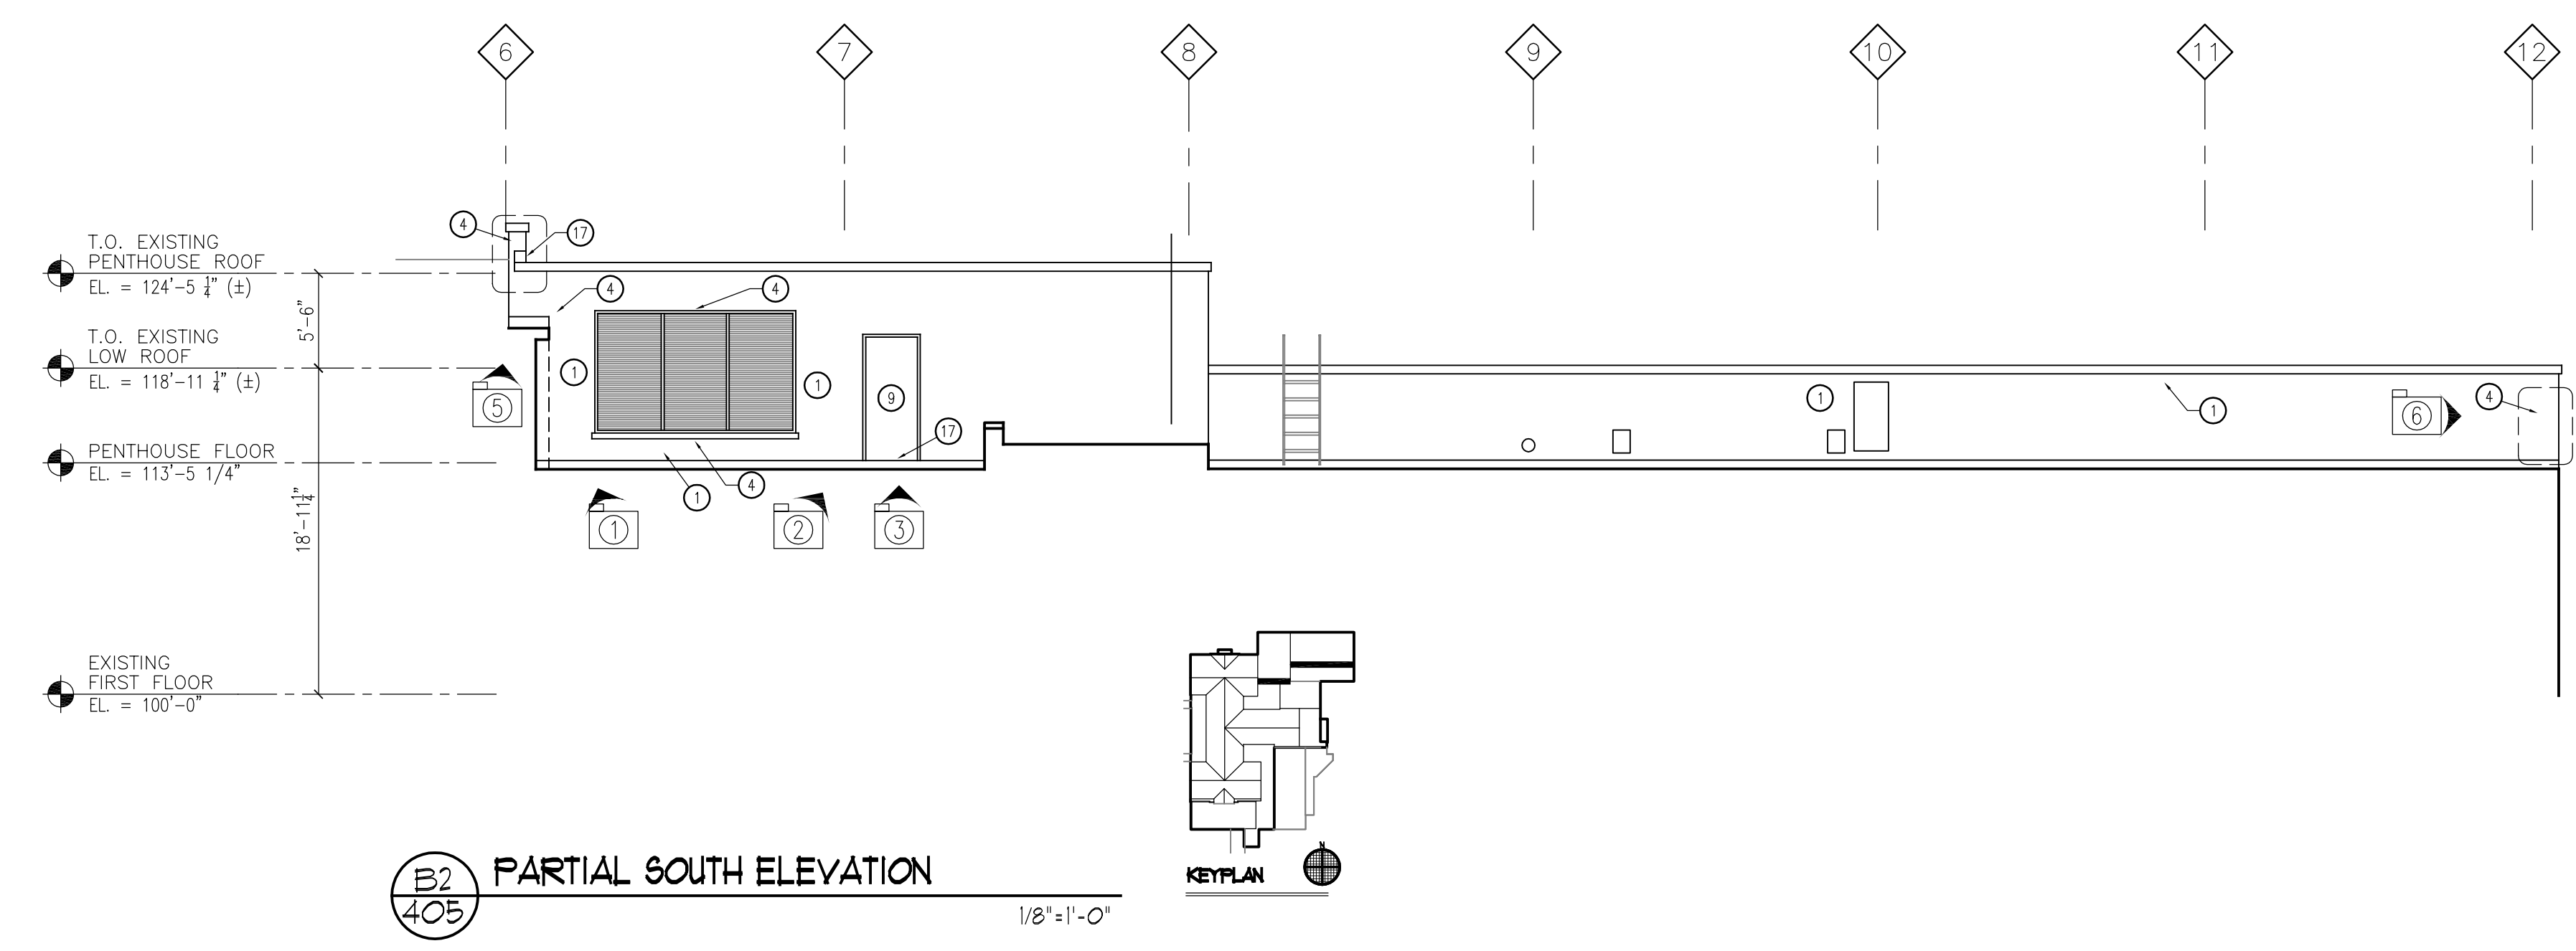 6 7 8 9 10 11 12
4
17
T.O. EXISTING
PENTHOUSE ROOF
EL. = 124'-5 1/4" (±)
4
4
5'-6"
T.O. EXISTING
LOW ROOF
EL. = 118'-11 1/4" (±)
1
1
9
1
1
4
5
6
17
PENTHOUSE FLOOR
EL. = 113'-5 1/4"
1
4
18'-11 1/4"
1
2
3
EXISTING
FIRST FLOOR
EL. = 100'-0"
N
KEYPLAN
B2
405
PARTIAL SOUTH ELEVATION
1/8"=1'-0"